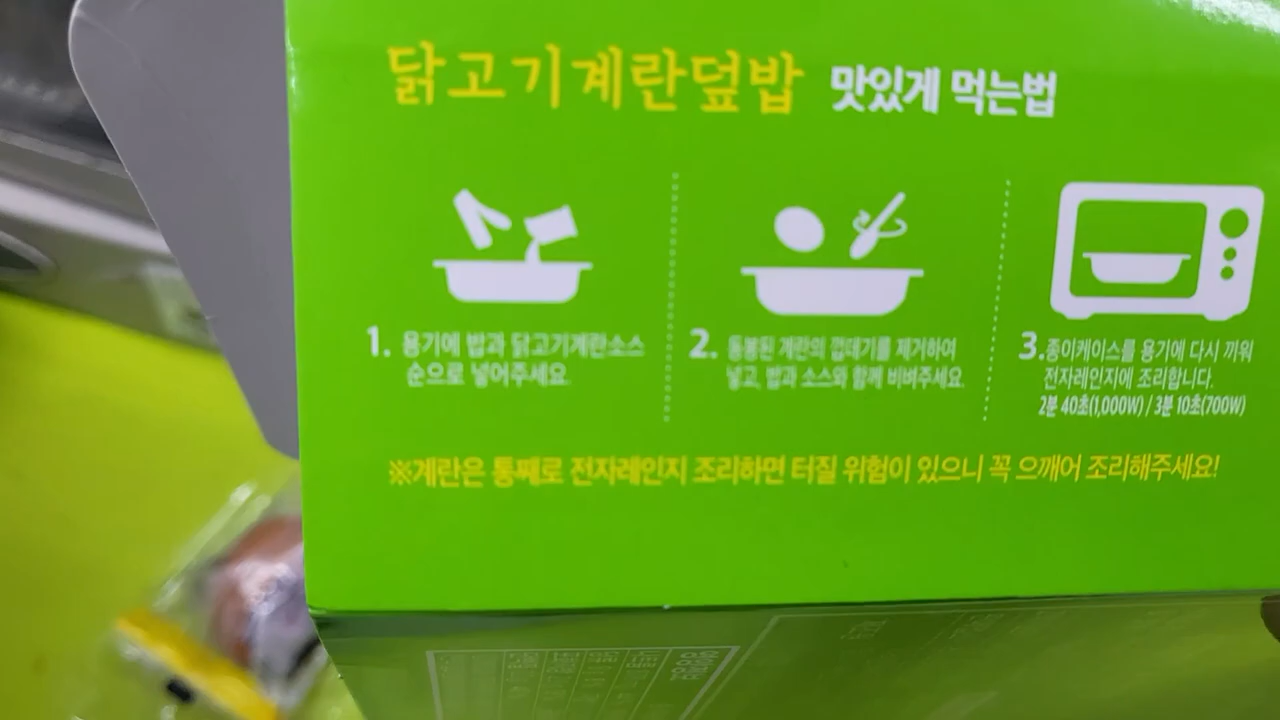 닭고기계란덮밥 맛있게 먹는법
1. 용기에 밥과 닭고기계란소스
순으로 넣어주세요.
2. 동봉된 계란의 껍데기를 제거하여
넣고, 밥과 소스와 함께 비벼주세요.
3. 종이케이스를 용기에 다시 끼워
전자레인지에 조리합니다.
2분 40초(1,000W) / 3분 10초(700W)
※계란은 통째로 전자레인지 조리하면 터질 위험이 있으니 꼭 으깨어 조리해주세요!